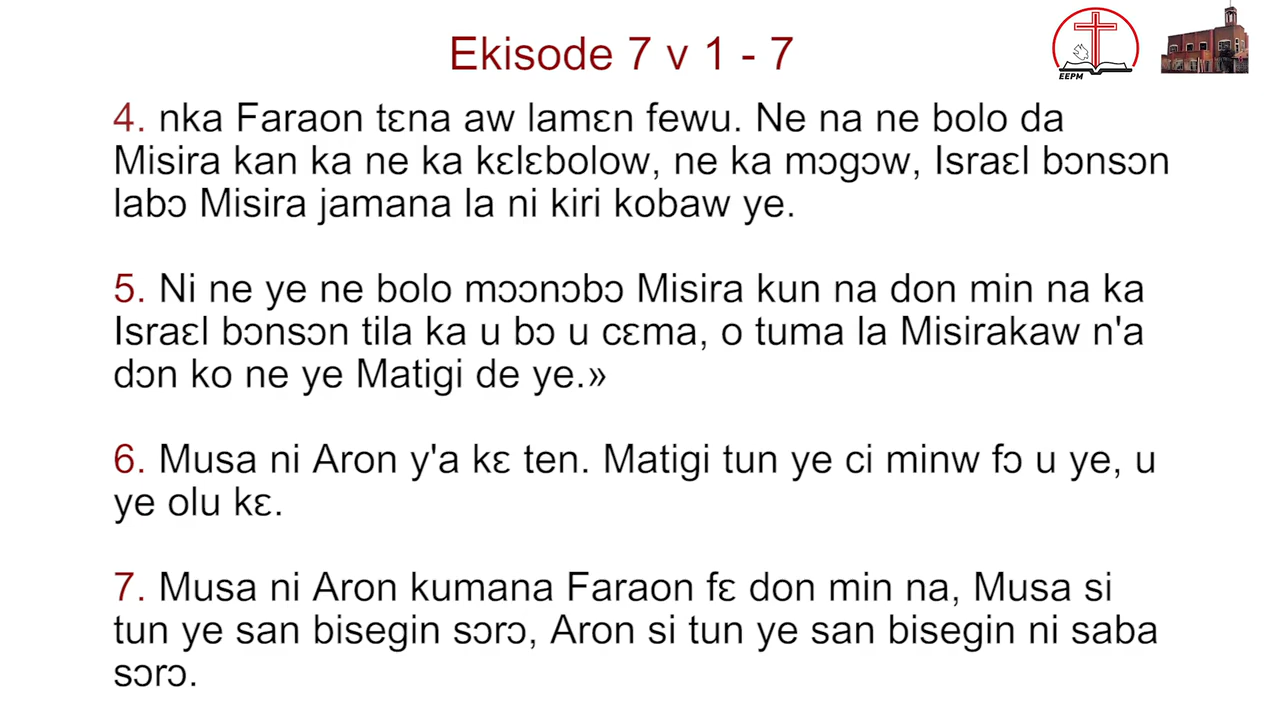 Ekisode 7 v 1 - 7
EEPM
4. nka Faraon tɛna aw lamɛn fewu. Ne na ne bolo da
Misira kan ka ne ka kɛlɛbolow, ne ka mɔgɔw, Israɛl bɔnsɔn
labɔ Misira jamana la ni kiri kobaw ye.
5. Ni ne ye ne bolo mɔɔnɔbɔ Misira kun na don min na ka
Israɛl bɔnsɔn tila ka u bɔ u cɛma, o tuma la Misirakaw n'a
dɔn ko ne ye Matigi de ye.»
6. Musa ni Aron y'a kɛ ten. Matigi tun ye ci minw fɔ u ye, u
ye olu kɛ.
7. Musa ni Aron kumana Faraon fɛ don min na, Musa si
tun ye san bisegin sɔrɔ, Aron si tun ye san bisegin ni saba
sɔrɔ.